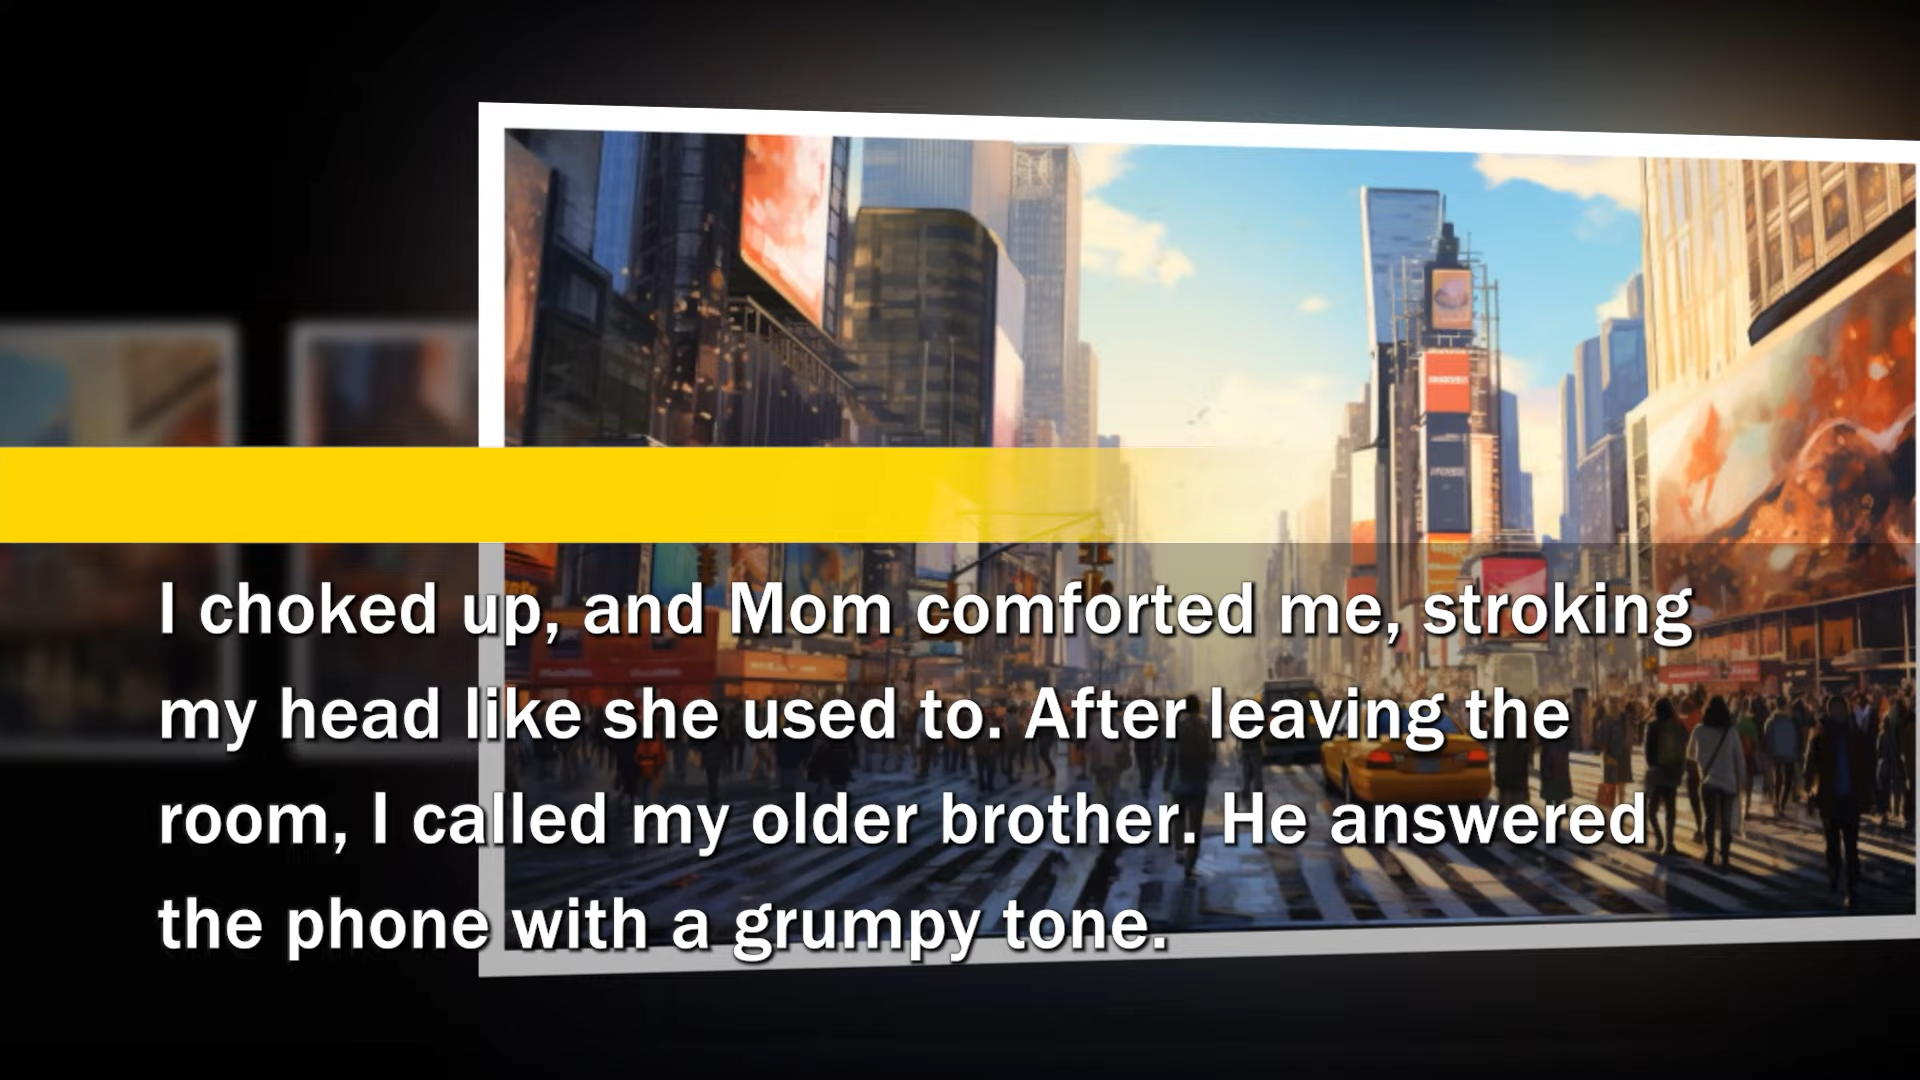 I choked up, and Mom comforted me, stroking
my head like she used to. After leaving the
room, I called my older brother. He answered
the phone with a grumpy tone.